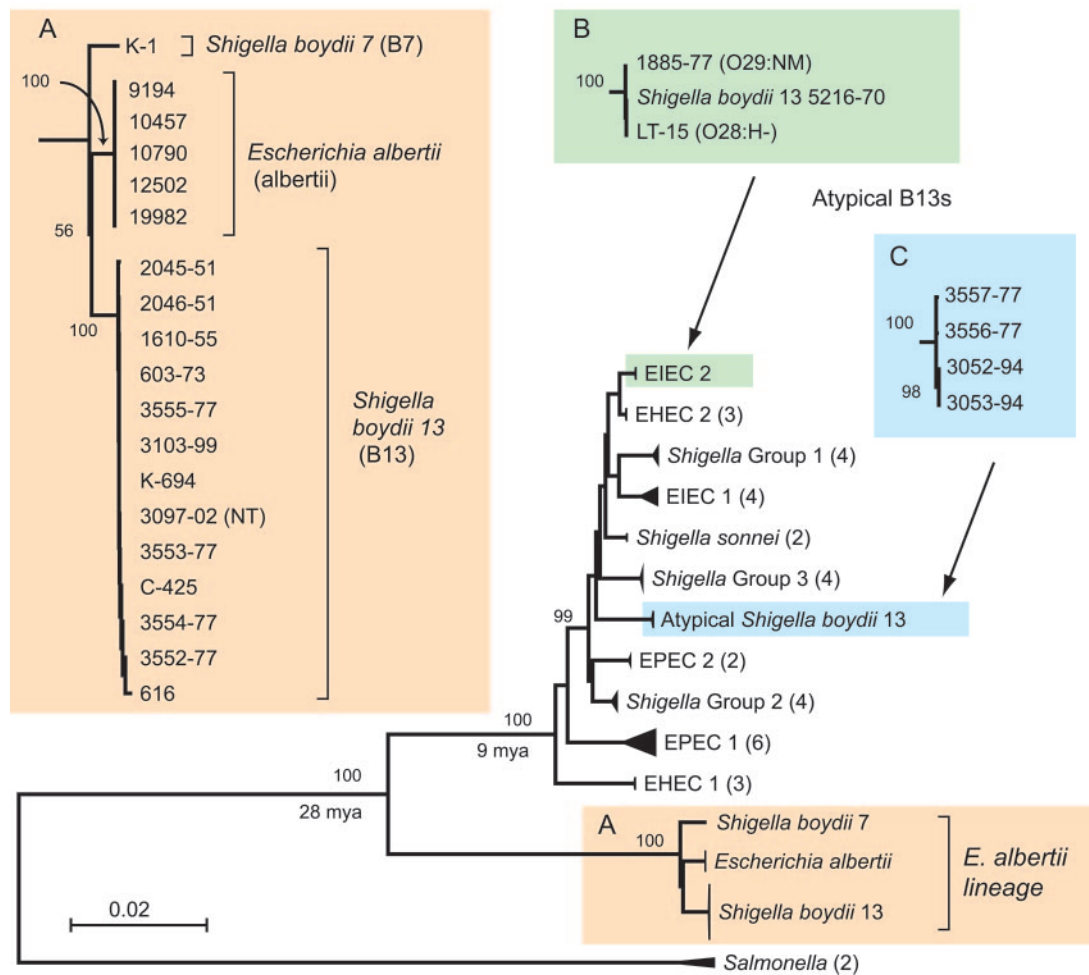 A
K-1
Shigella boydii 7 (B7)
100
9194
10457
10790
12502
19982
Escherichia albertii
(albertii)
56
100
2045-51
2046-51
1610-55
603-73
3555-77
3103-99
K-694
3097-02 (NT)
3553-77
C-425
3554-77
3552-77
616
Shigella
boydii 13
(B13)
B
100
1885-77 (O29:NM)
Shigella boydii 13 5216-70
LT-15 (O28:H-)
Atypical B13s
C
100
98
3557-77
3556-77
3052-94
3053-94
EIEC 2
EHEC 2 (3)
Shigella Group 1 (4)
EIEC 1 (4)
Shigella sonnei (2)
Shigella Group 3 (4)
99
Atypical Shigella boydii 13
EPEC 2 (2)
Shigella Group 2 (4)
100
9 mya
EPEC 1 (6)
EHEC 1 (3)
100
28 mya
A
100
Shigella boydii 7
Escherichia albertii
Shigella boydii 13
E. albertii
lineage
0.02
Salmonella (2)